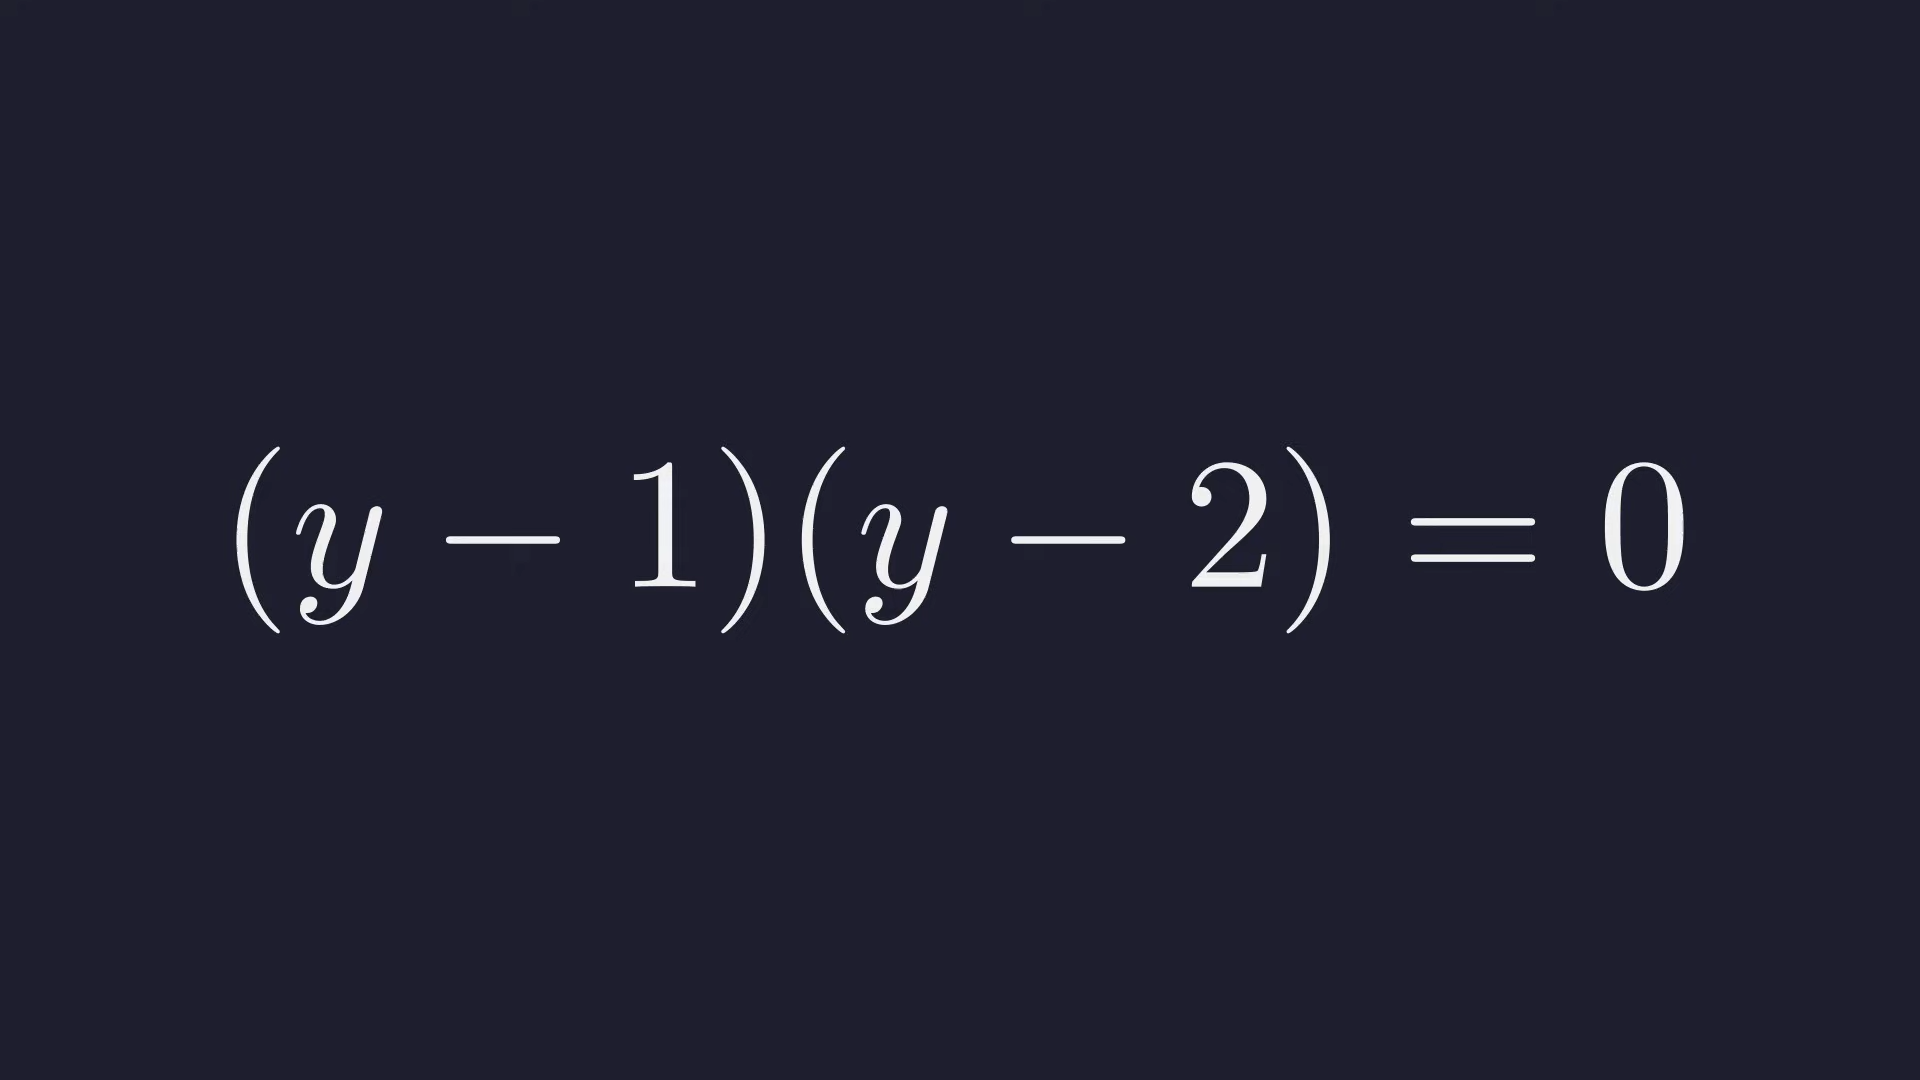 (y − 1)(y − 2) = 0